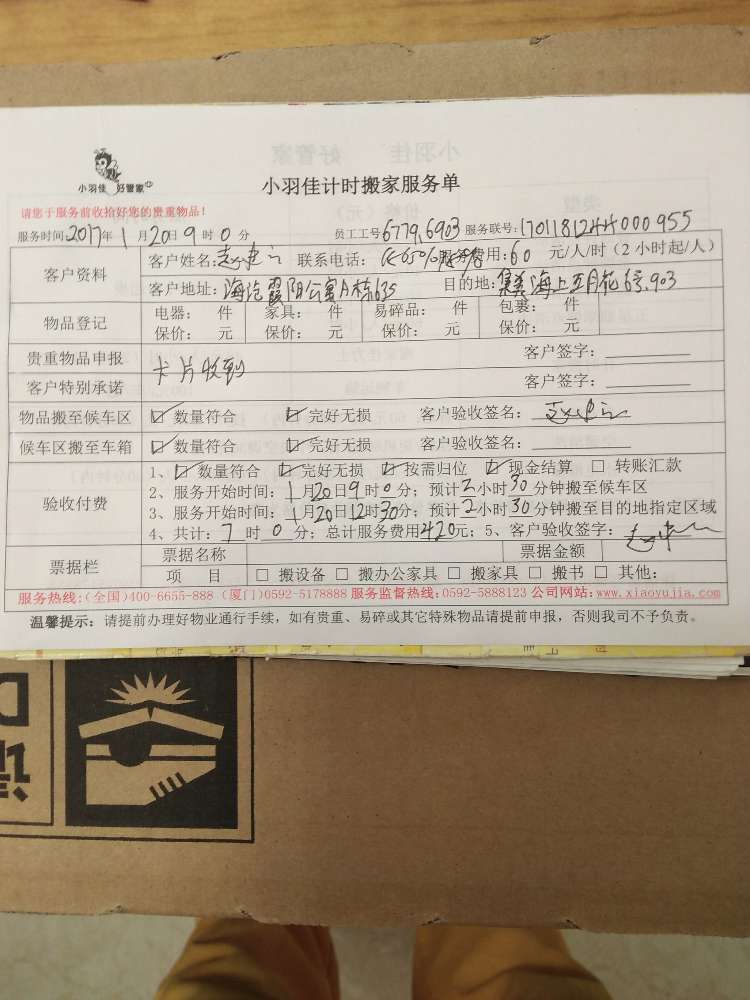 小羽佳 好管家
小羽佳计时搬家服务单
请您于服务前收拾好您的贵重物品！
服务时间:2017年1月20日9时0分 员工工号6779,6903 服务联号:1701181244000955
客户资料
客户姓名: 联系电话: 服务费用:60 元/人/时(2小时起/人)
客户地址: 海沧霞阳公寓A栋635 目的地: 海上五月花6号.903
物品登记
电器: 件 家具: 件 易碎品: 件 包裹: 件
保价: 元 保价: 元 保价: 元 保价: 元
贵重物品申报 客户签字:
卡片收到
客户特别承诺 客户签字:
物品搬至候车区 ☑ 数量符合 ☑ 完好无损 客户验收签名:
候车区搬至车箱 ☑ 数量符合 ☑ 完好无损 客户验收签名:
验收付费
1、☑ 数量符合 ☑ 完好无损 ☑ 按需归位 ☑ 现金结算 □ 转账汇款
2、服务开始时间: 1月20日9时0分; 预计2小时30分钟搬至候车区
3、服务开始时间: 1月20日12时30分; 预计2小时30分钟搬至目的地指定区域
4、共计: 7时0分; 总计服务费用420元; 5、客户验收签字:
票据栏
票据名称 票据金额
项 目 □ 搬设备 □ 搬办公家具 □ 搬家具 □ 搬书 □ 其他:
服务热线:(全国)400-6655-888 (厦门)0592-5178888 服务监督热线:0592-5888123 公司网站:www.xiaoyujia.com
温馨提示: 请提前办理好物业通行手续，如有贵重、易碎或其它特殊物品请提前申报，否则我司不予负责。